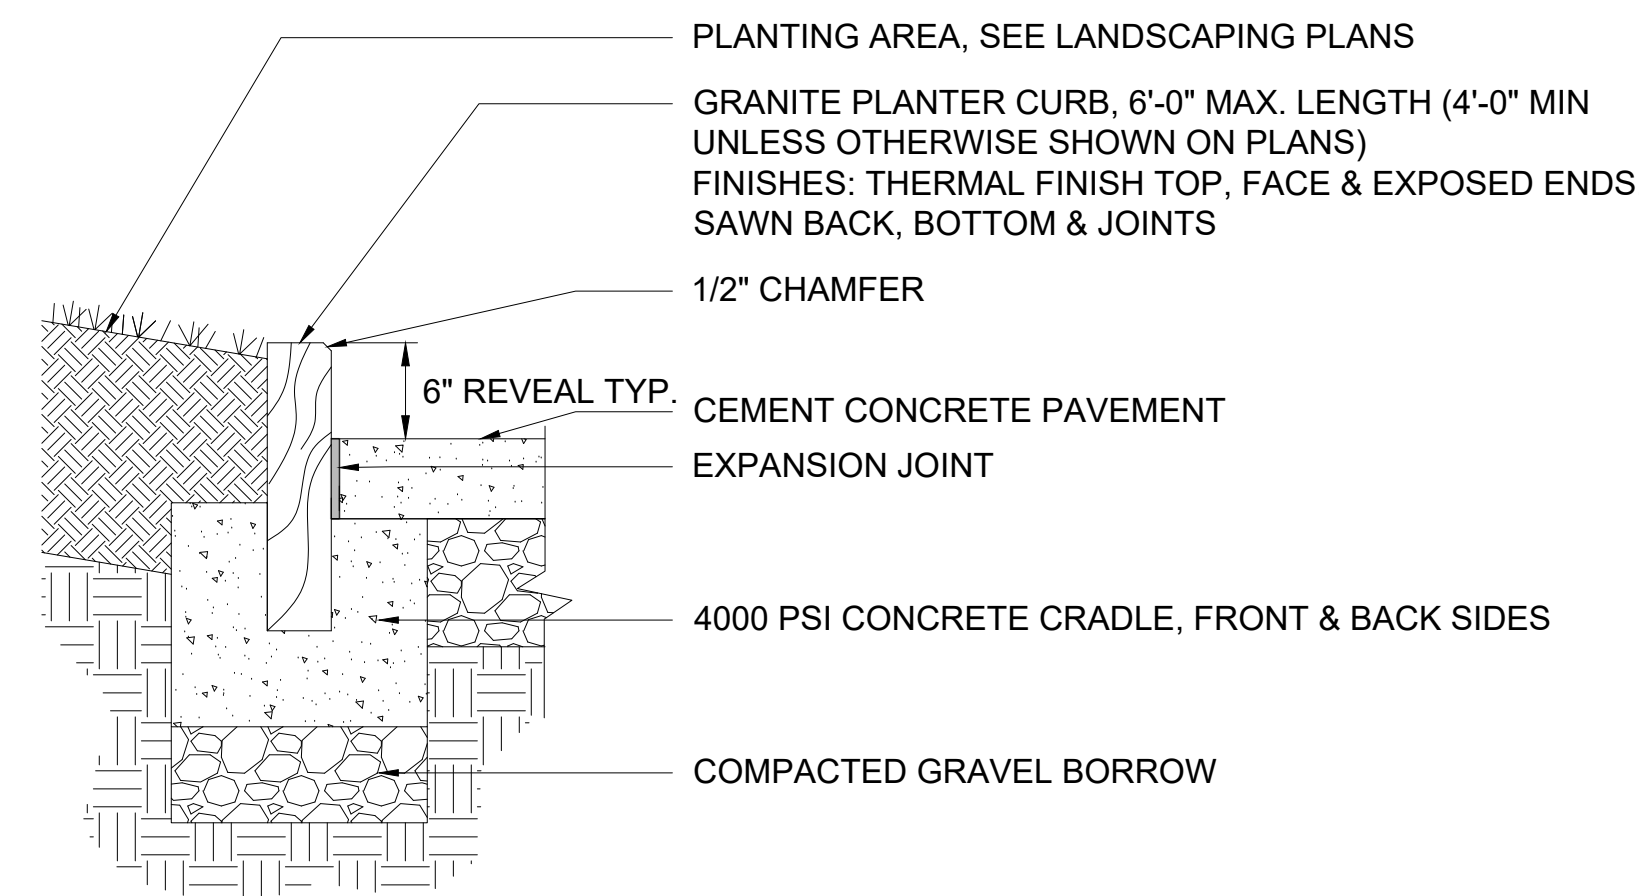 PLANTING AREA, SEE LANDSCAPING PLANS
GRANITE PLANTER CURB, 6'-0" MAX. LENGTH (4'-0" MIN
UNLESS OTHERWISE SHOWN ON PLANS)
FINISHES: THERMAL FINISH TOP, FACE & EXPOSED ENDS
SAWN BACK, BOTTOM & JOINTS
1/2" CHAMFER
6" REVEAL TYP.
CEMENT CONCRETE PAVEMENT
EXPANSION JOINT
4000 PSI CONCRETE CRADLE, FRONT & BACK SIDES
COMPACTED GRAVEL BORROW